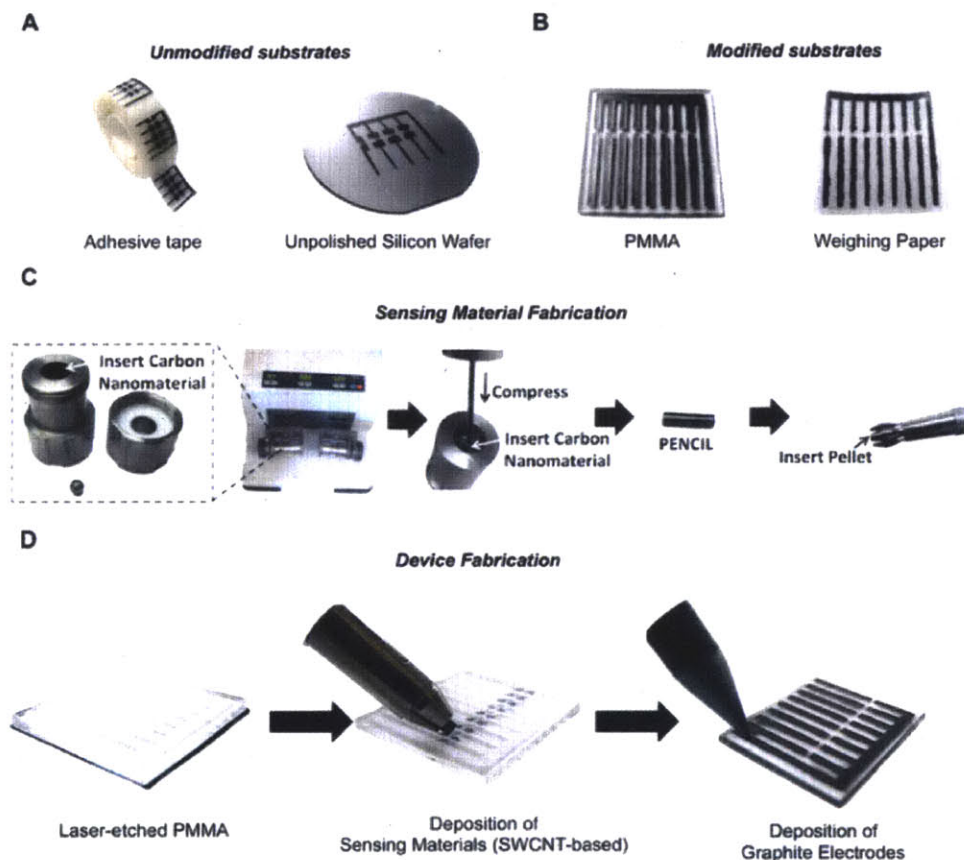 A
Unmodified substrates
Adhesive tape
Unpolished Silicon Wafer
B
Modified substrates
PMMA
Weighing Paper
C
Sensing Material Fabrication
Insert Carbon
Nanomaterial
Compress
Insert Carbon
Nanomaterial
PENCIL
Insert Pellet
D
Device Fabrication
Laser-etched PMMA
Deposition of
Sensing Materials (SWCNT-based)
Deposition of
Graphite Electrodes